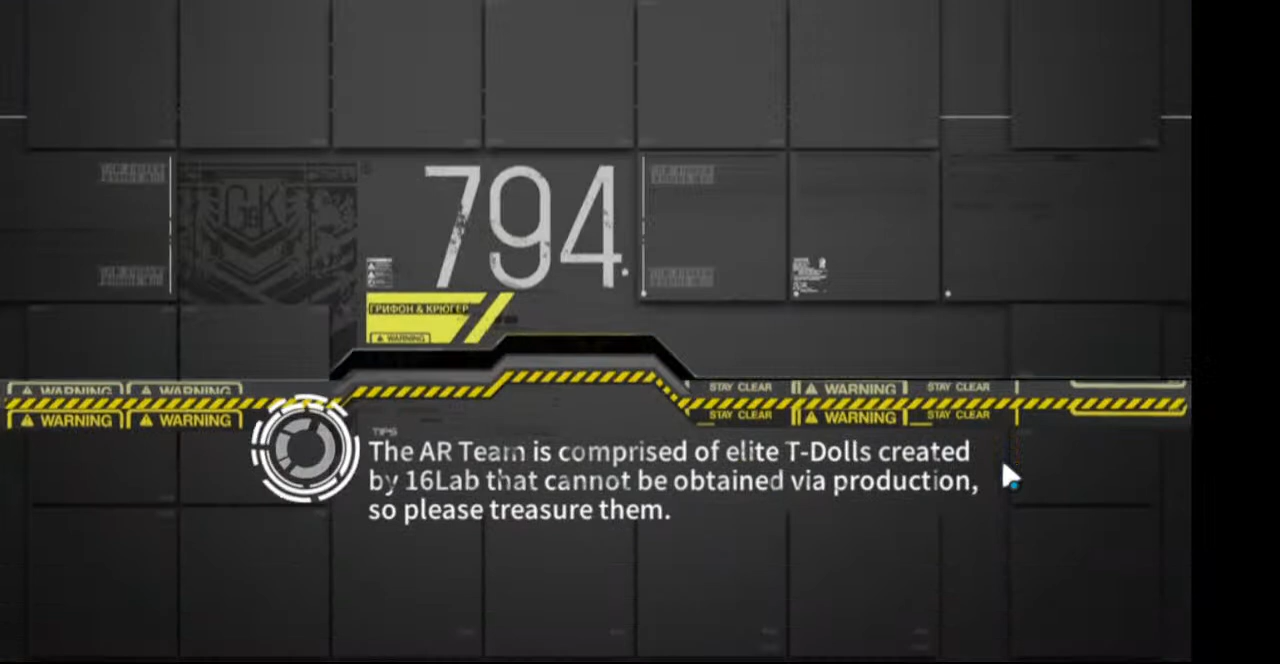 G&K
794.
ГРИФОН & КРЮГЕР
WARNING
WARNING WARNING STAY CLEAR WARNING STAY CLEAR
WARNING WARNING STAY CLEAR WARNING STAY CLEAR
TIPS
The AR Team is comprised of elite T-Dolls created
by 16Lab that cannot be obtained via production,
so please treasure them.